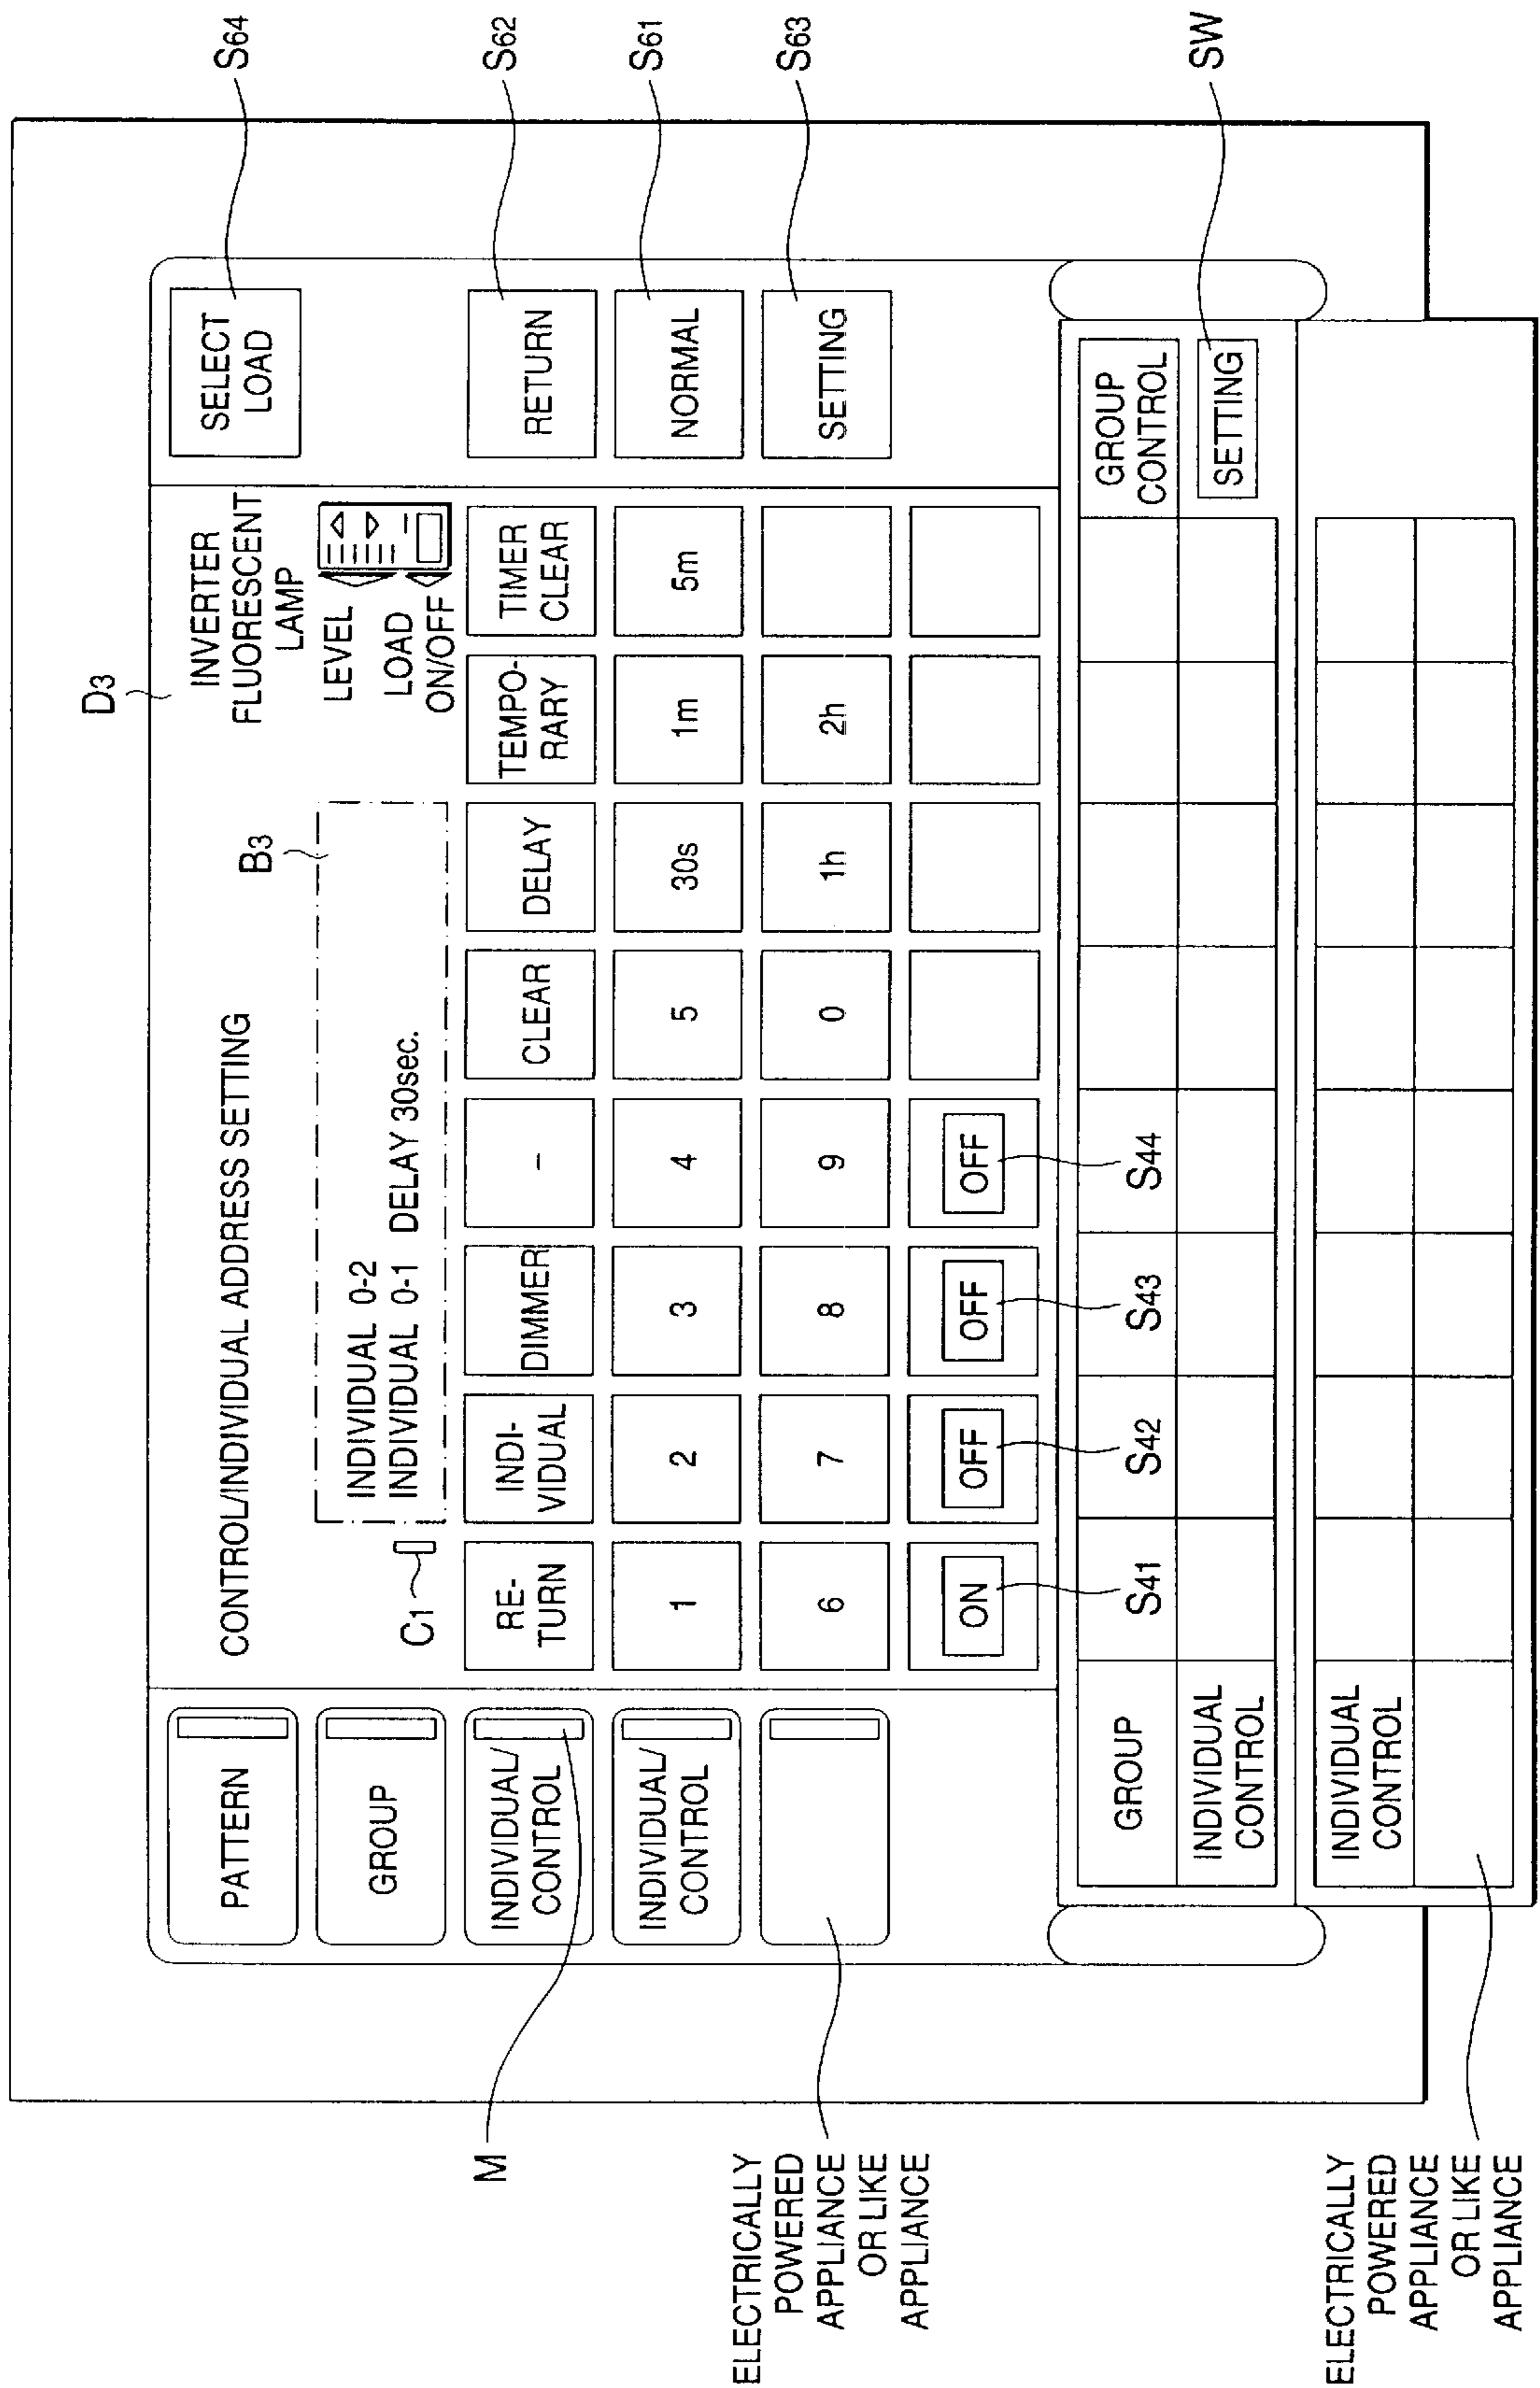 D3
S64
S62
S61
S63
SW
B3
C1
M
PATTERN
GROUP
INDIVIDUAL/
CONTROL
INDIVIDUAL/
CONTROL
CONTROL/INDIVIDUAL ADDRESS SETTING
INDIVIDUAL 0-2
INDIVIDUAL 0-1 DELAY 30sec.
INVERTER
FLUORESCENT
LAMP
LEVEL
LOAD
ON/OFF
SELECT
LOAD
RE-
TURN
INDI-
VIDUAL
DIMMER
–
CLEAR
DELAY
TEMPO-
RARY
TIMER
CLEAR
RETURN
1
2
3
4
5
30s
1m
5m
NORMAL
6
7
8
9
0
1h
2h
SETTING
ON
OFF
OFF
OFF
S41
S42
S43
S44
GROUP
GROUP
CONTROL
INDIVIDUAL
CONTROL
SETTING
INDIVIDUAL
CONTROL
ELECTRICALLY
POWERED
APPLIANCE
OR LIKE
APPLIANCE
ELECTRICALLY
POWERED
APPLIANCE
OR LIKE
APPLIANCE